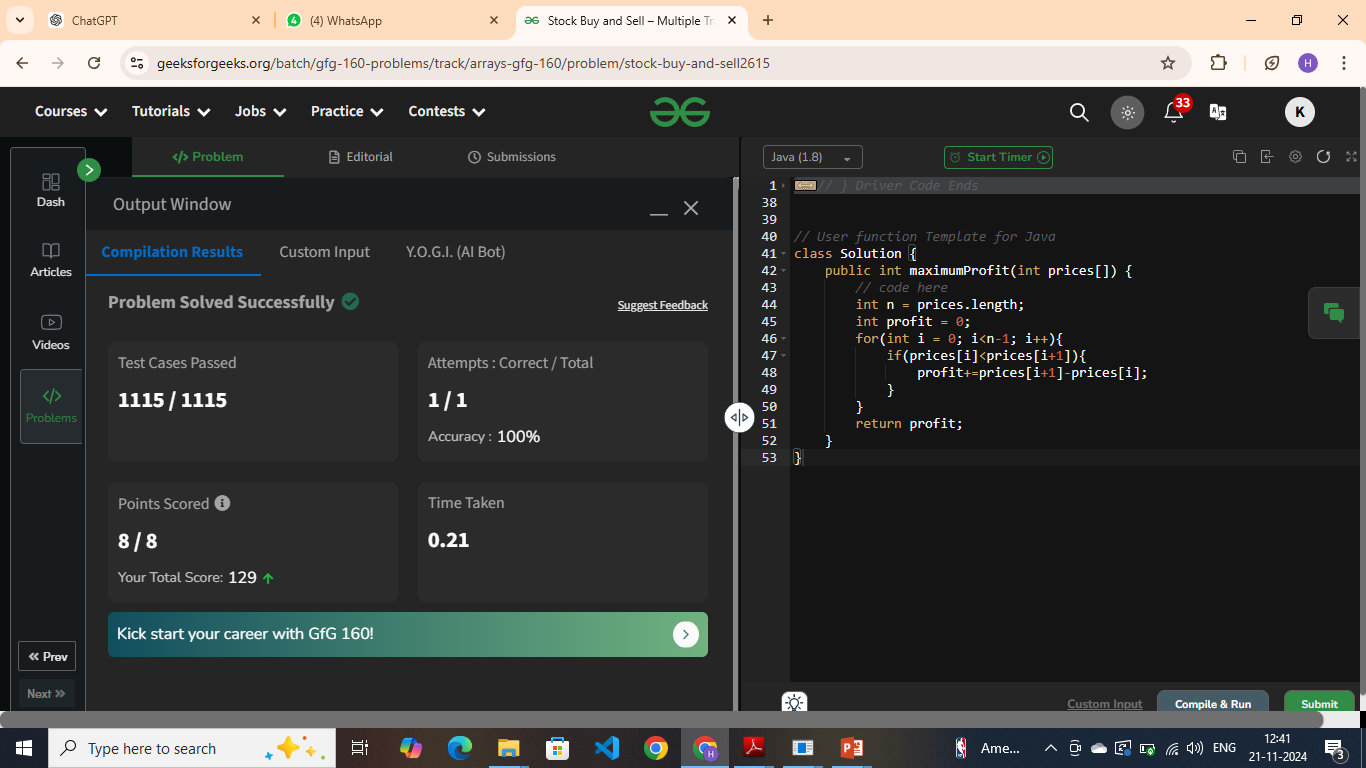 ChatGPT
(4) WhatsApp
Stock Buy and Sell – Multiple Tr
geeksforgeeks.org/batch/gfg-160-problems/track/arrays-gfg-160/problem/stock-buy-and-sell2615
H
Courses
Tutorials
Jobs
Practice
Contests
33
K
Dash
Articles
Videos
Problems
Prev
Next
Problem
Editorial
Submissions
Output Window
Compilation Results
Custom Input
Y.O.G.I. (AI Bot)
Problem Solved Successfully
Suggest Feedback
Test Cases Passed
1115 / 1115
Attempts : Correct / Total
1 / 1
Accuracy : 100%
Points Scored
8 / 8
Your Total Score: 129
Time Taken
0.21
Kick start your career with GfG 160!
Java (1.8)
Start Timer
1 // } Driver Code Ends
38
39
40 // User function Template for Java
41 class Solution {
42 public int maximumProfit(int prices[]) {
43 // code here
44 int n = prices.length;
45 int profit = 0;
46 for(int i = 0; i<n-1; i++){
47 if(prices[i]<prices[i+1]){
48 profit+=prices[i+1]-prices[i];
49 }
50 }
51 return profit;
52 }
53 }
Custom Input
Compile & Run
Submit
Type here to search
Ame...
ENG
12:41
21-11-2024
3